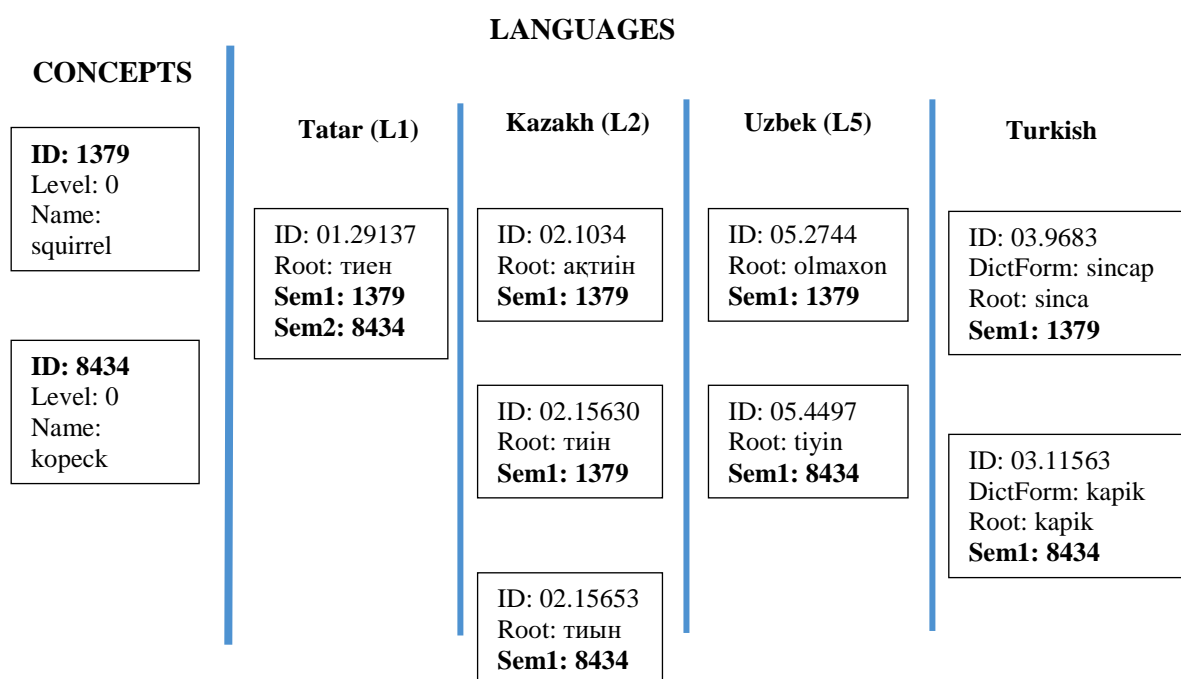 LANGUAGES
CONCEPTS
ID: 1379
Level: 0
Name:
squirrel
ID: 8434
Level: 0
Name:
kopeck
Tatar (L1)
ID: 01.29137
Root: тиен
Sem1: 1379
Sem2: 8434
Kazakh (L2)
ID: 02.1034
Root: ақтиін
Sem1: 1379
ID: 02.15630
Root: тиін
Sem1: 1379
ID: 02.15653
Root: тиын
Sem1: 8434
Uzbek (L5)
ID: 05.2744
Root: olmaxon
Sem1: 1379
ID: 05.4497
Root: tiyin
Sem1: 8434
Turkish
ID: 03.9683
DictForm: sincap
Root: sinca
Sem1: 1379
ID: 03.11563
DictForm: kapik
Root: kapik
Sem1: 8434